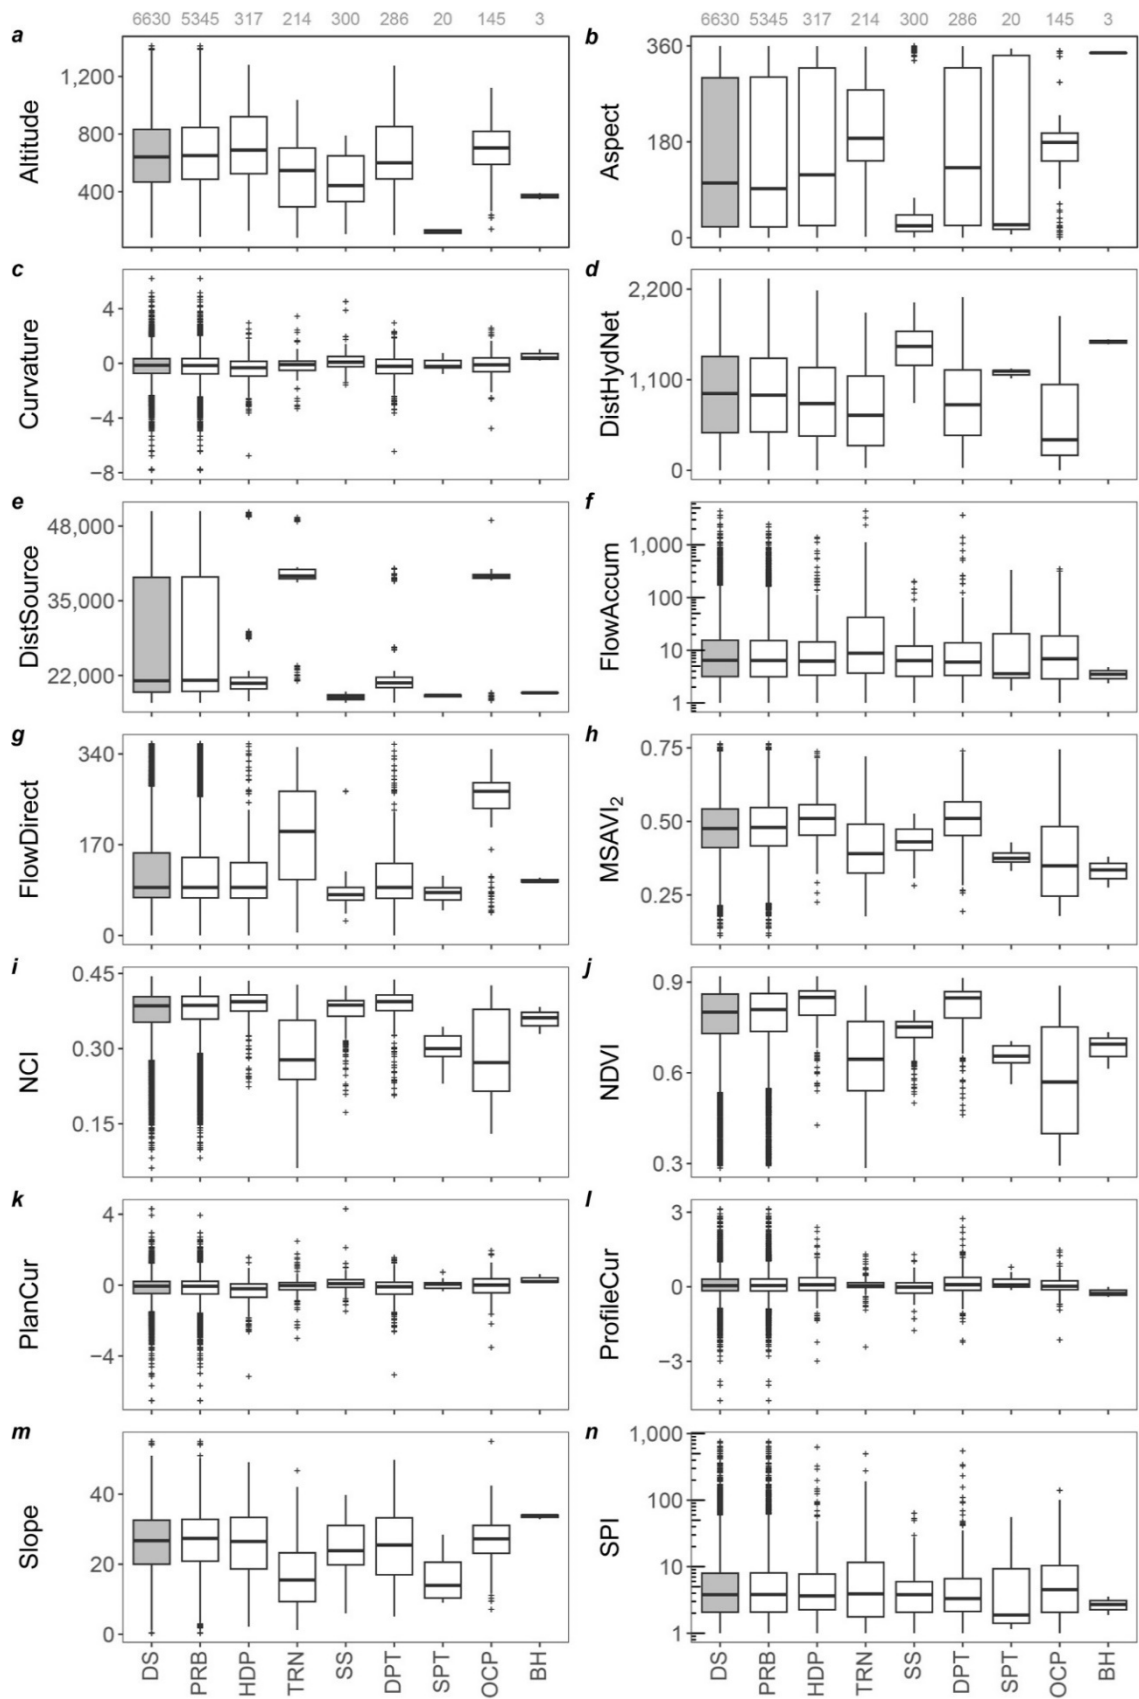 6630 5345 317 214 300 286 20 145 3 6630 5345 317 214 300 286 20 145 3
a
Altitude
1,200
800
400
b
Aspect
360
180
0
c
Curvature
4
0
−4
−8
d
DistHydNet
2,200
1,100
0
e
DistSource
48,000
35,000
22,000
f
FlowAccum
1,000
100
10
1
g
FlowDirect
340
170
0
h
MSAVI2
0.75
0.50
0.25
i
NCI
0.45
0.30
0.15
j
NDVI
0.9
0.6
0.3
k
PlanCur
4
0
−4
l
ProfileCur
3
0
−3
m
Slope
40
20
0
n
SPI
1,000
100
10
1
DS PRB HDP TRN SS DPT SPT OCP BH DS PRB HDP TRN SS DPT SPT OCP BH